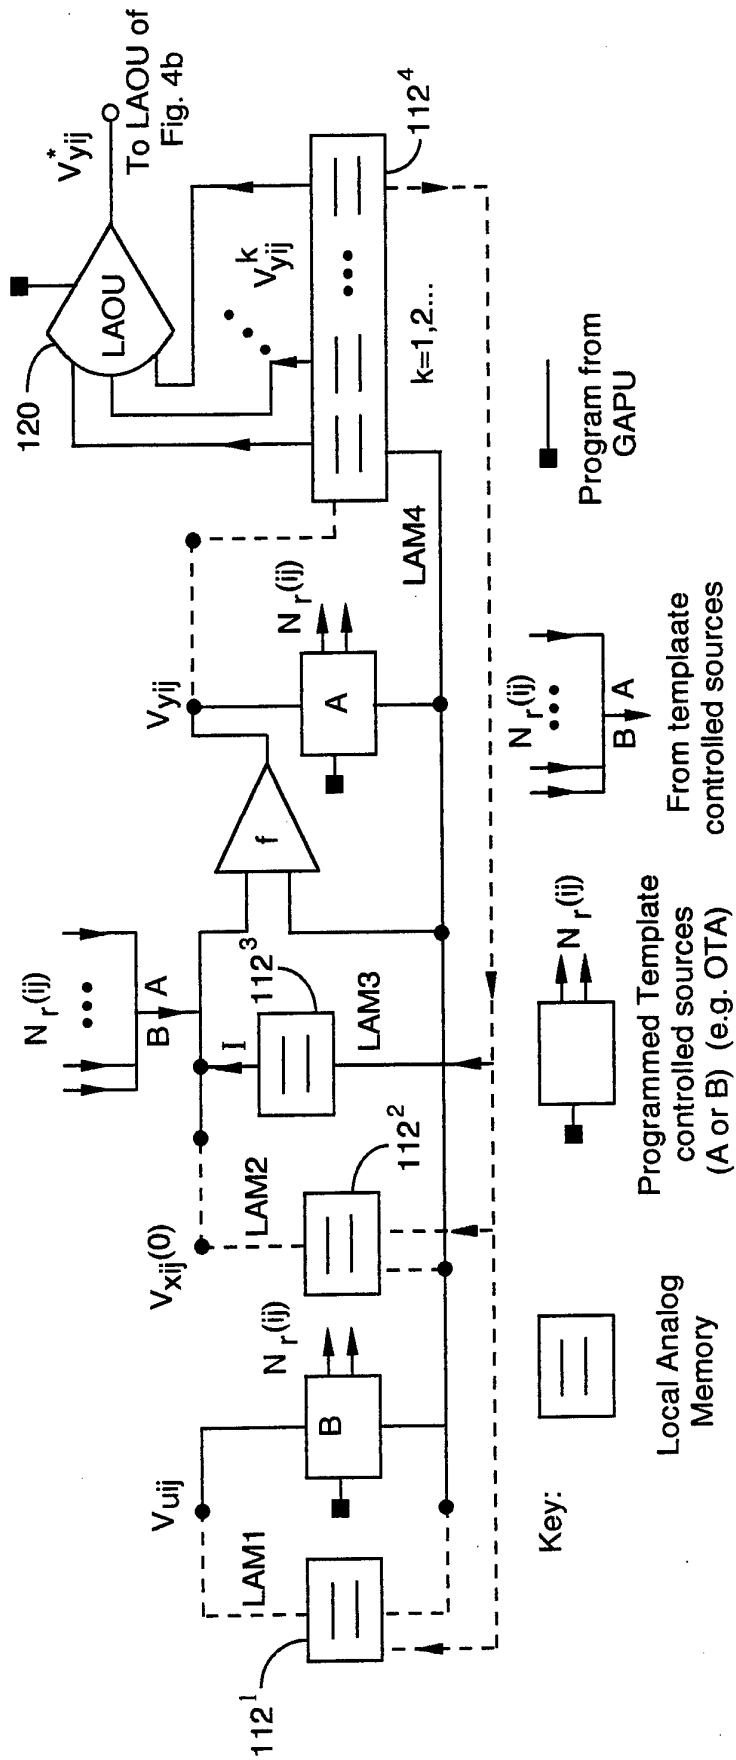 120
LAOU
V*yij
To LAOU of
Fig. 4b
Vᵏyij
112⁴
k=1,2...
LAM4
Vyij
Nr(ij)
A
f
Nr(ij)
B A
I
112³
LAM3
Vxij(0)
LAM2
112²
Vuij
Nr(ij)
B
LAM1
112¹
Key:
Local Analog
Memory
Nr(ij)
Programmed Template
controlled sources
(A or B) (e.g. OTA)
Nr(ij)
B A
From templaate
controlled sources
Program from
GAPU